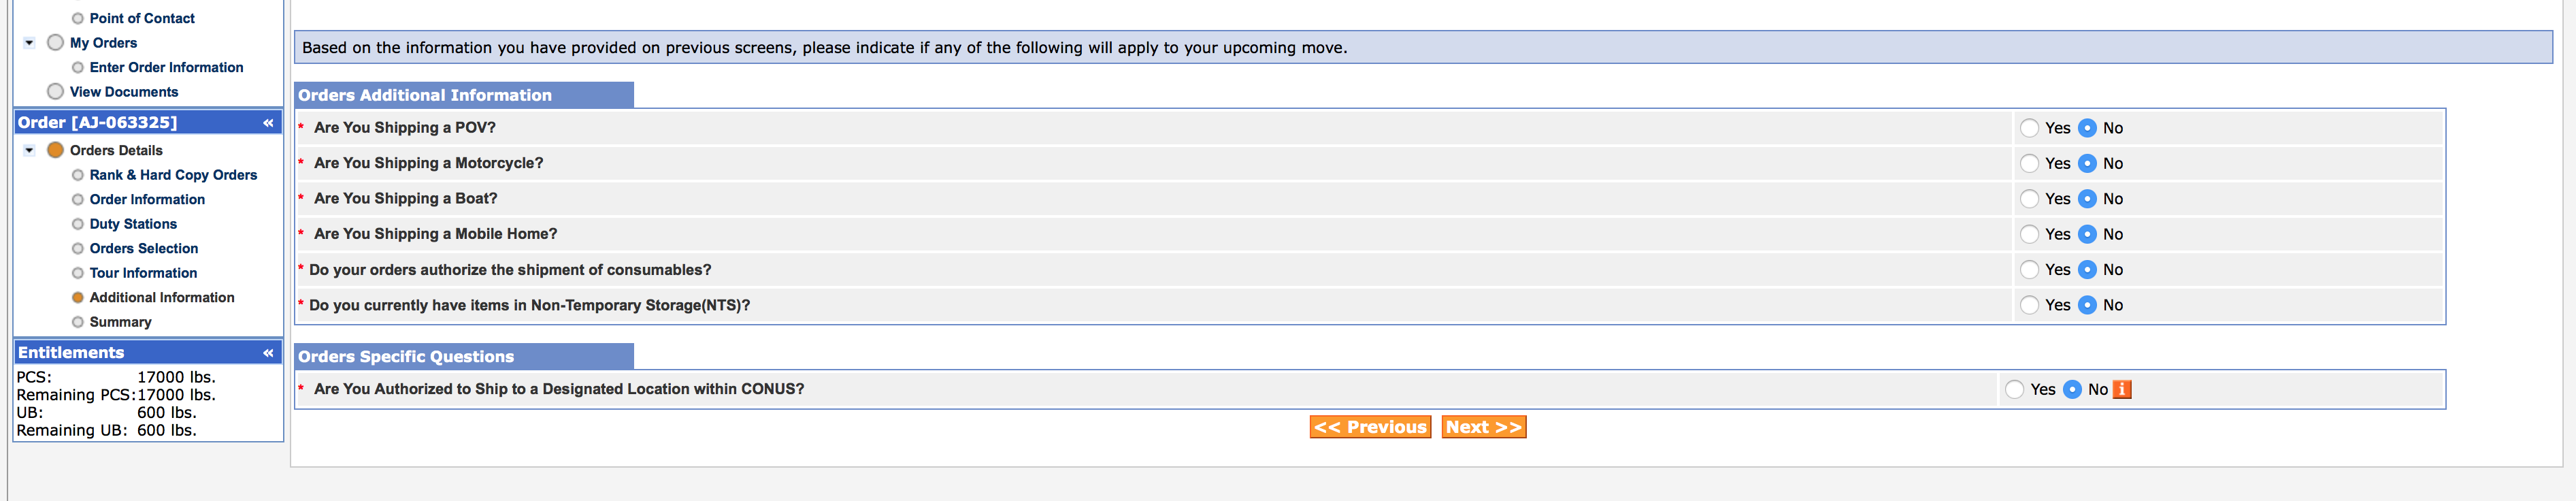 Point of Contact
My Orders
Enter Order Information
View Documents
Order [AJ-063325] «
Orders Details
Rank & Hard Copy Orders
Order Information
Duty Stations
Orders Selection
Tour Information
Additional Information
Summary
Entitlements «
PCS: 17000 lbs.
Remaining PCS:17000 lbs.
UB: 600 lbs.
Remaining UB: 600 lbs.
Based on the information you have provided on previous screens, please indicate if any of the following will apply to your upcoming move.
Orders Additional Information
* Are You Shipping a POV? Yes No
* Are You Shipping a Motorcycle? Yes No
* Are You Shipping a Boat? Yes No
* Are You Shipping a Mobile Home? Yes No
* Do your orders authorize the shipment of consumables? Yes No
* Do you currently have items in Non-Temporary Storage(NTS)? Yes No
Orders Specific Questions
* Are You Authorized to Ship to a Designated Location within CONUS? Yes No i
<< Previous Next >>